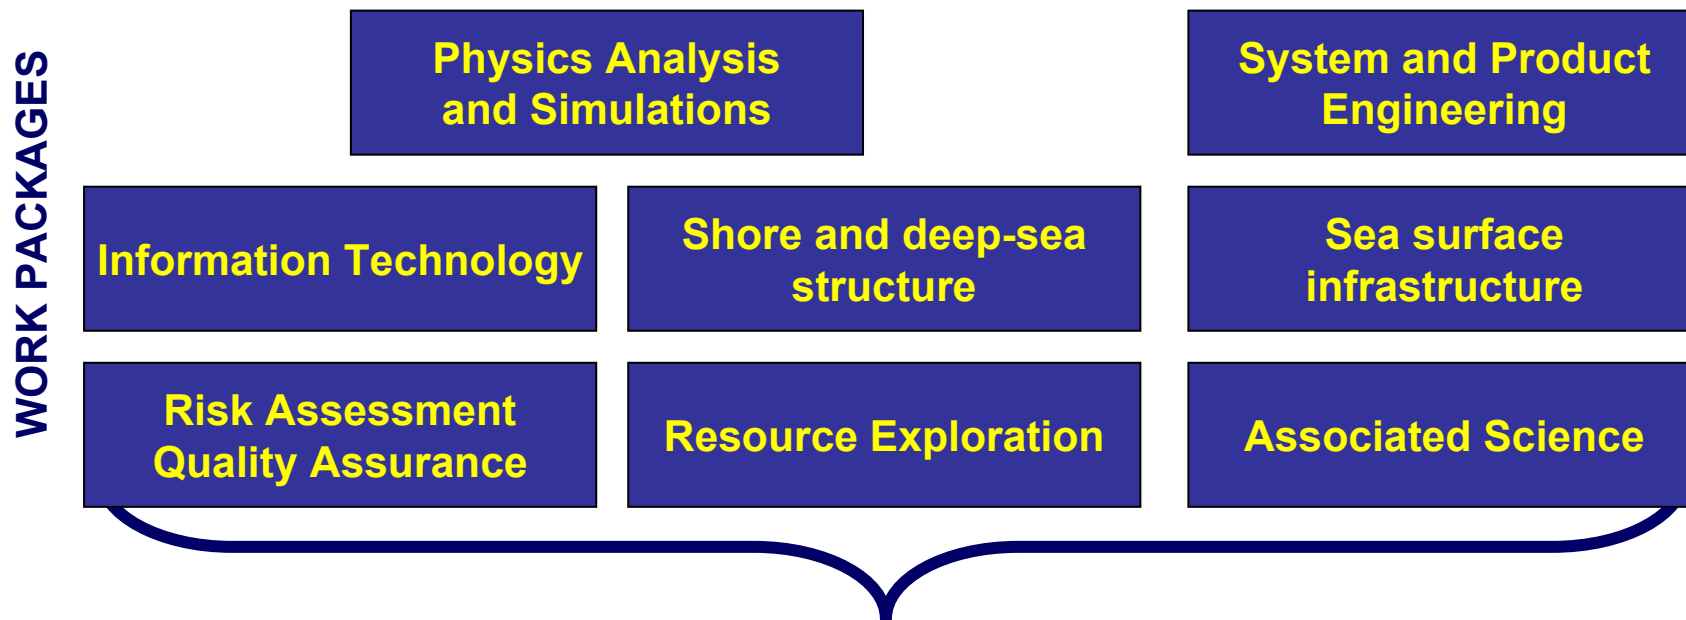 WORK PACKAGES
Physics Analysis
and Simulations
System and Product
Engineering
Information Technology
Shore and deep-sea
structure
Sea surface
infrastructure
Risk Assessment
Quality Assurance
Resource Exploration
Associated Science